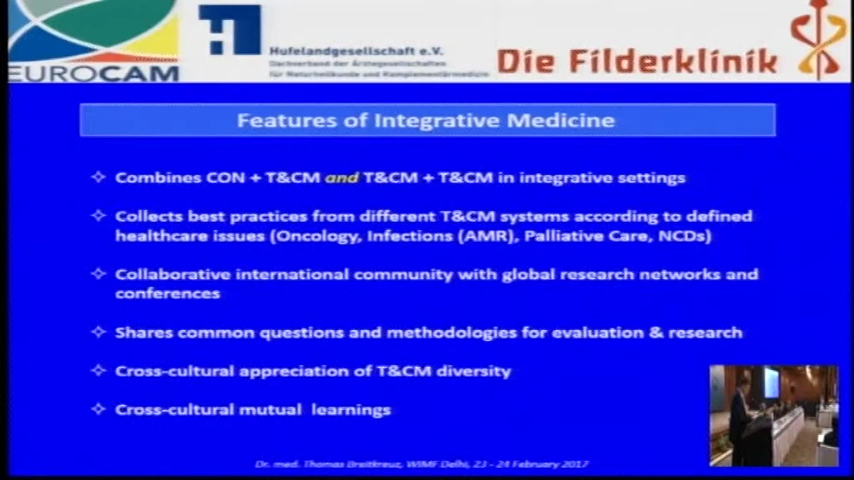 EUROCAM
Hufelandgesellschaft e.V.
Dachverband der Ärztegesellschaften
für Naturheilkunde und Komplementärmedizin
Die Filderklinik
Features of Integrative Medicine
Combines CON + T&CM and T&CM + T&CM in integrative settings
Collects best practices from different T&CM systems according to defined
healthcare issues (Oncology, Infections (AMR), Palliative Care, NCDs)
Collaborative international community with global research networks and
conferences
Shares common questions and methodologies for evaluation & research
Cross-cultural appreciation of T&CM diversity
Cross-cultural mutual learnings
Dr. med. Thomas Breitkreuz, WIMF Delhi, 23 - 24 February 2017